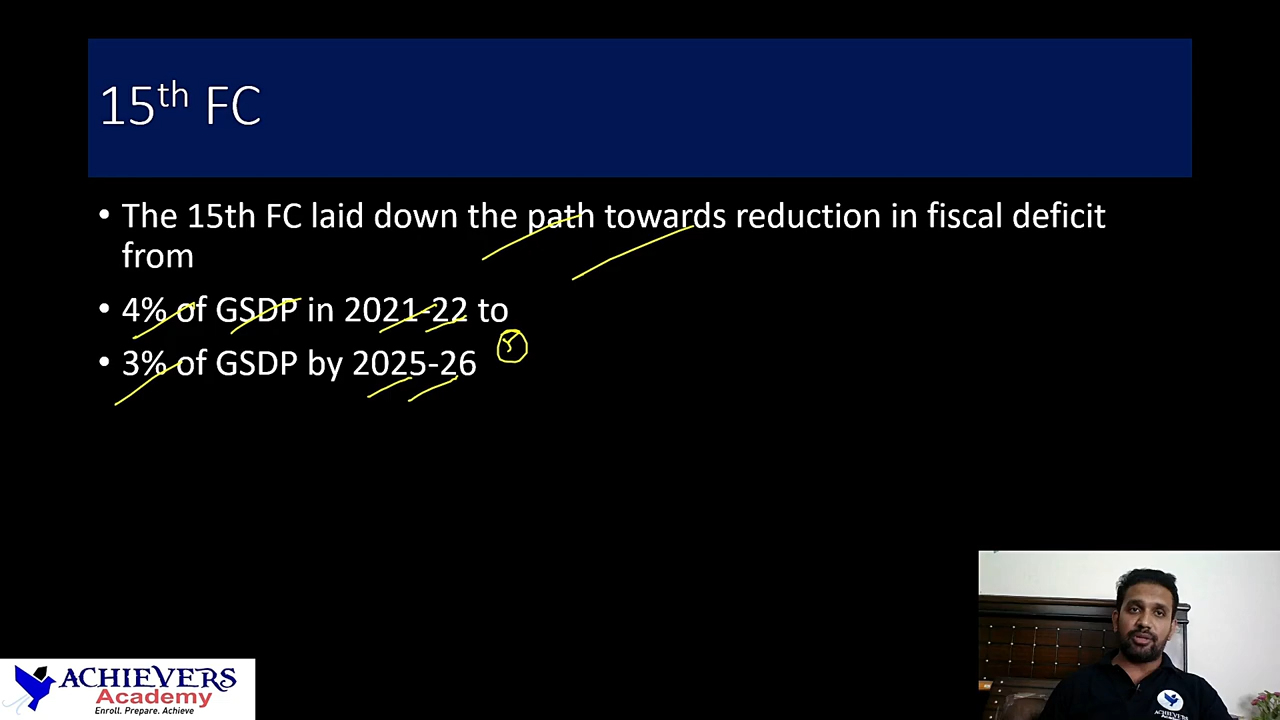 15th FC
• The 15th FC laid down the path towards reduction in fiscal deficit
from
• 4% of GSDP in 2021-22 to
• 3% of GSDP by 2025-26
ACHIEVERS
Academy
Enroll. Prepare. Achieve
ACHIEVERS